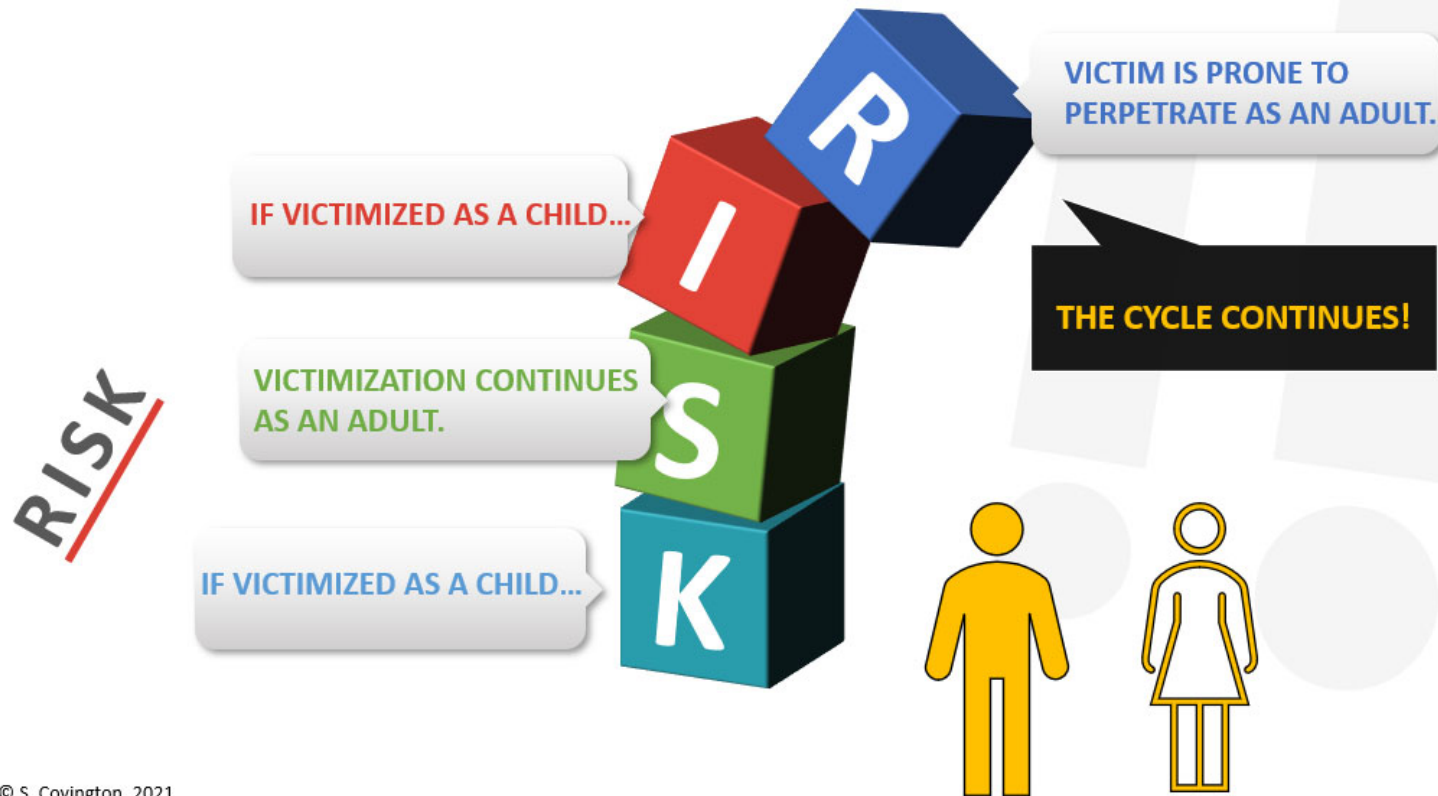 VICTIM IS PRONE TO
PERPETRATE AS AN ADULT.
R
IF VICTIMIZED AS A CHILD...
I
THE CYCLE CONTINUES!
VICTIMIZATION CONTINUES
AS AN ADULT.
S
RISK
IF VICTIMIZED AS A CHILD...
K
© S. Covington, 2021